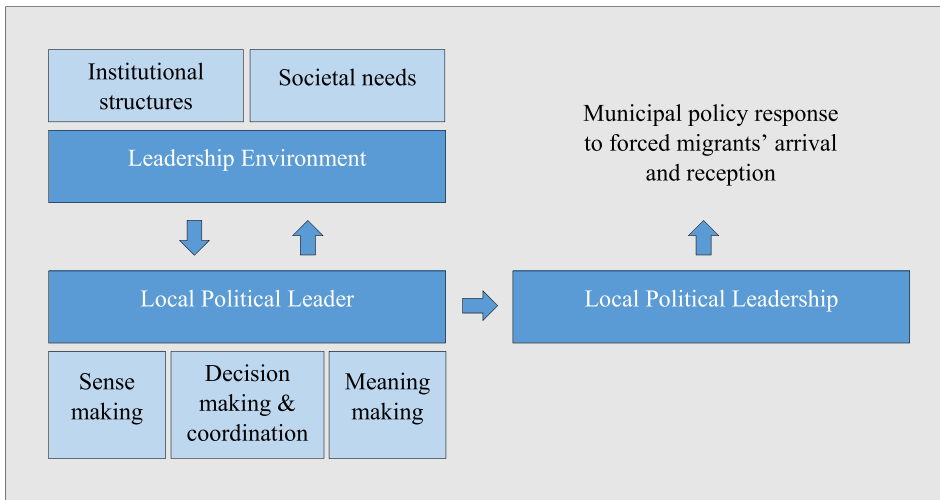 Institutional
structures
Societal needs
Leadership Environment
Municipal policy response
to forced migrants’ arrival
and reception
Local Political Leader
Local Political Leadership
Sense
making
Decision
making &
coordination
Meaning
making